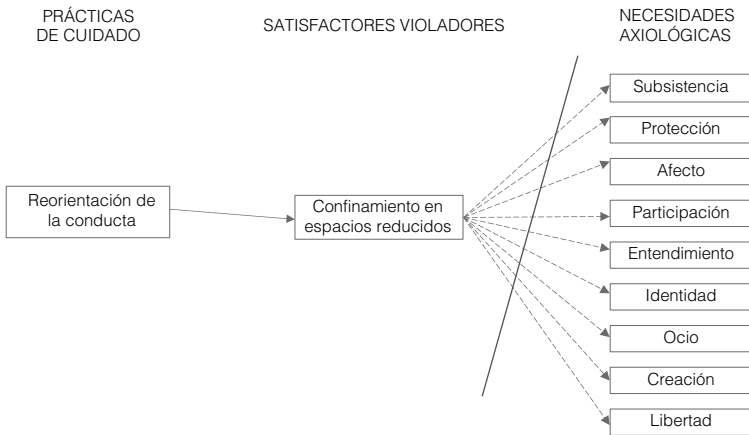 PRÁCTICAS
DE CUIDADO
SATISFACTORES VIOLADORES
NECESIDADES
AXIOLÓGICAS
Reorientación de
la conducta
Confinamiento en
espacios reducidos
Subsistencia
Protección
Afecto
Participación
Entendimiento
Identidad
Ocio
Creación
Libertad